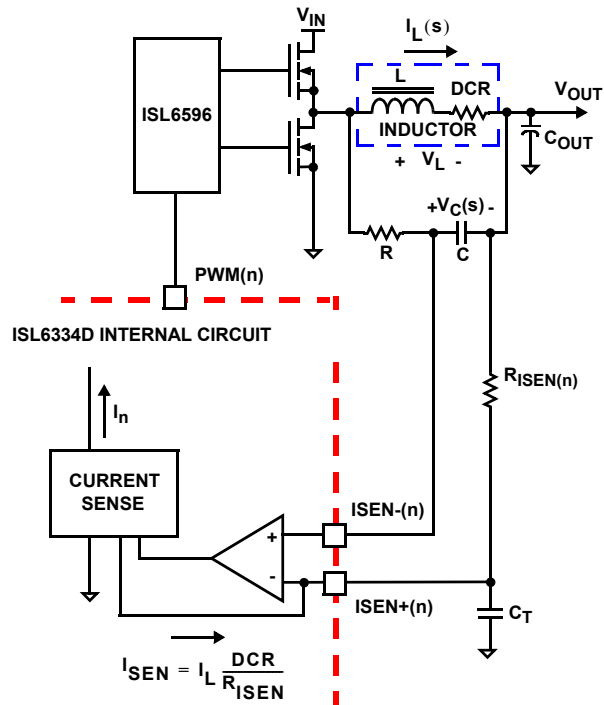 V_IN
I_L(s)
L
DCR
V_OUT
ISL6596
INDUCTOR
C_OUT
+ V_L -
+V_C(s) -
R
C
PWM(n)
ISL6334D INTERNAL CIRCUIT
R_ISEN(n)
I_n
CURRENT
SENSE
ISEN-(n)
+
-
ISEN+(n)
C_T
I_SEN = I_L DCR / R_ISEN